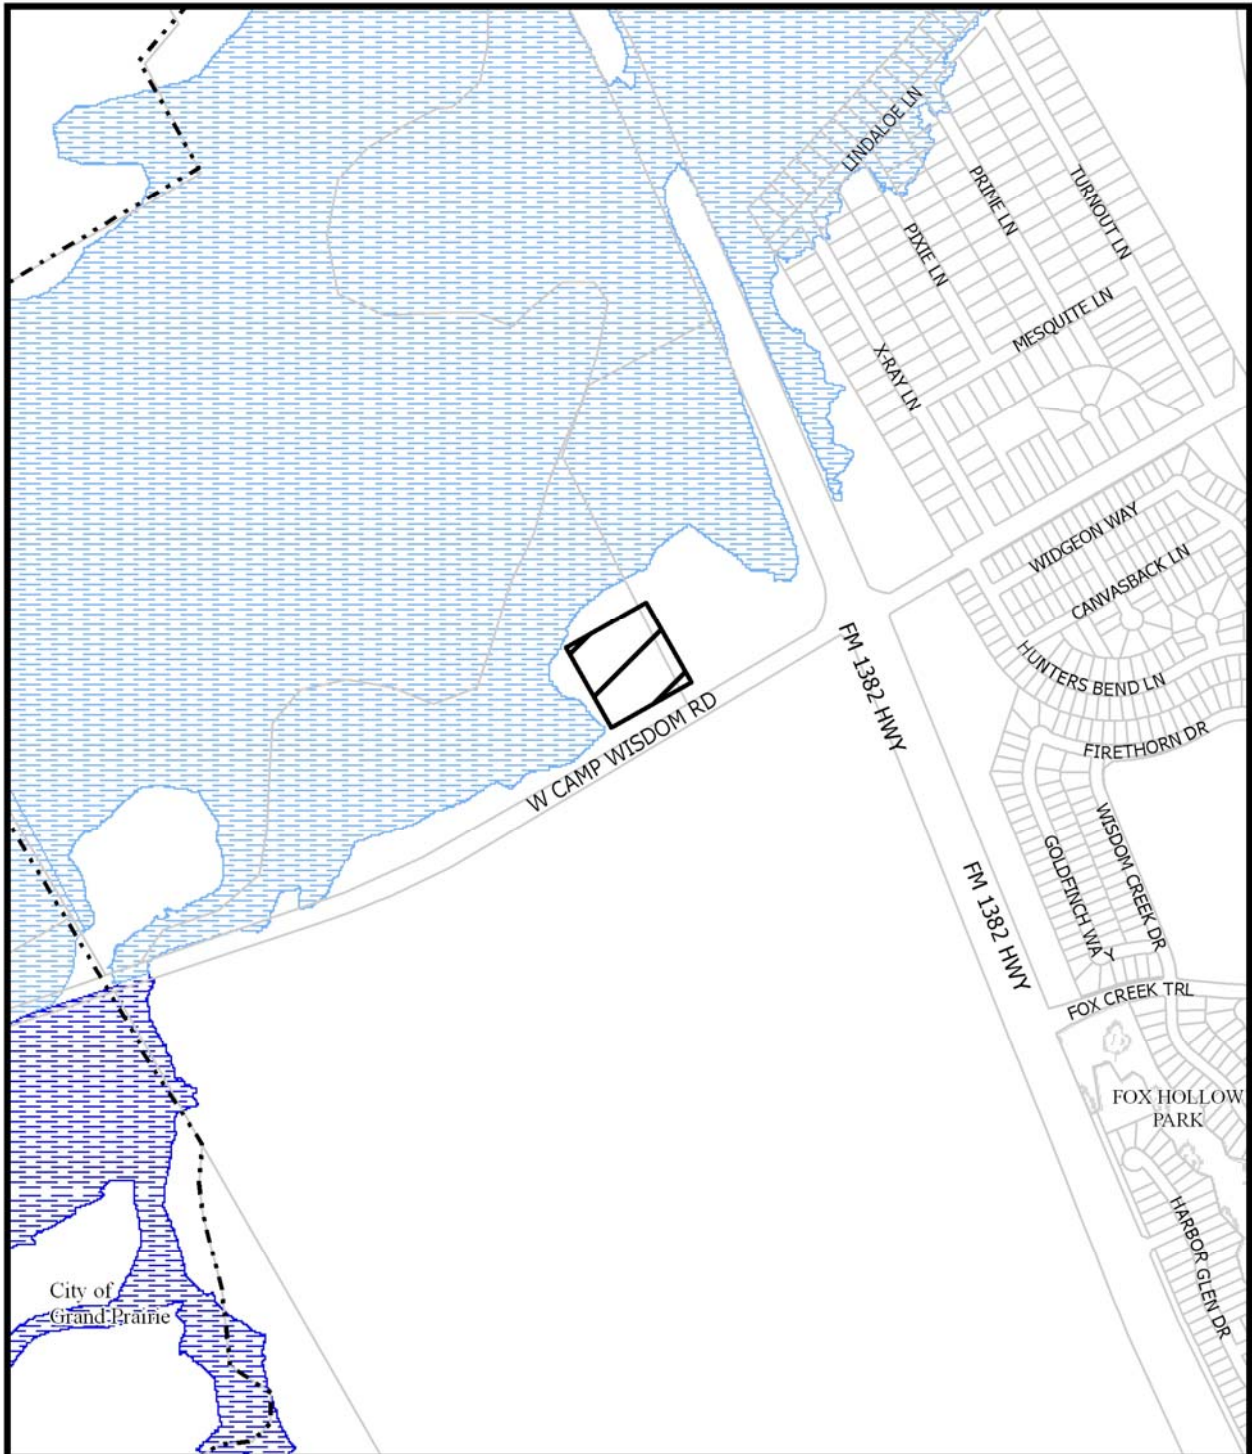 LINDALOE LN
PRIME LN
TURNOUT LN
PIXIE LN
MESQUITE LN
X-RAY LN
WIDGEON WAY
CANVASBACK LN
HUNTERS BEND LN
FM 1382 HWY
W CAMP WISDOM RD
FIRETHORN DR
WISDOM CREEK DR
GOLDFINCH WAY
FM 1382 HWY
FOX CREEK TRL
FOX HOLLOW
PARK
HARBOR GLEN DR
City of
Grand Prairie